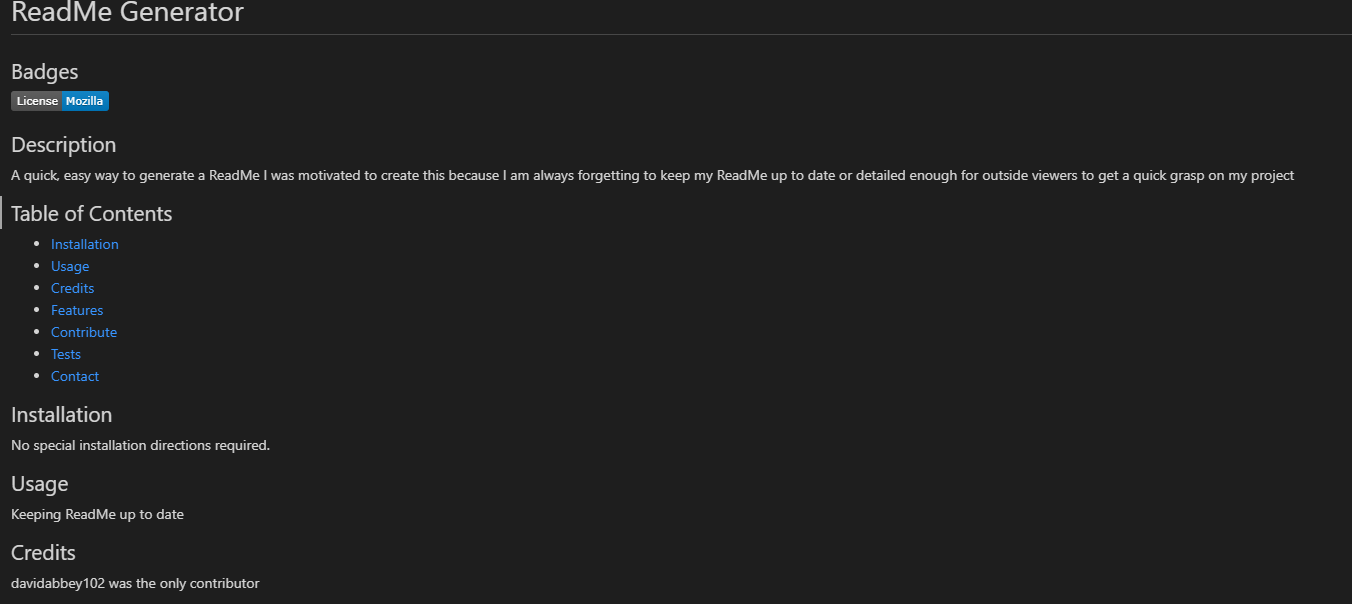 ReadMe Generator
Badges
License Mozilla
Description
A quick, easy way to generate a ReadMe I was motivated to create this because I am always forgetting to keep my ReadMe up to date or detailed enough for outside viewers to get a quick grasp on my project
Table of Contents
Installation
Usage
Credits
Features
Contribute
Tests
Contact
Installation
No special installation directions required.
Usage
Keeping ReadMe up to date
Credits
davidabbey102 was the only contributor